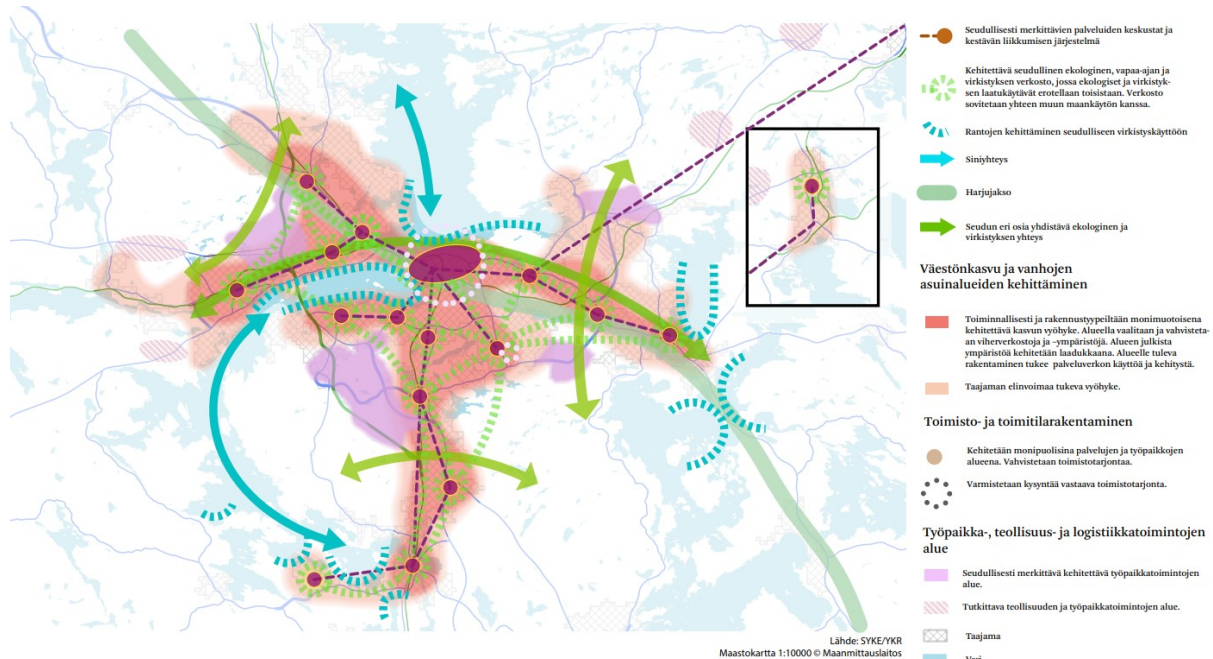 Seudullisesti merkittävien palveluiden keskustat ja
kestävän liikkumisen järjestelmä
Kehitettävä seudullinen ekologinen, vapaa-ajan ja
virkistyksen verkosto, jossa ekologiset ja virkistyk-
sen laatukäytävät erotellaan toisistaan. Verkosto
sovitetaan yhteen muun maankäytön kanssa.
Rantojen kehittäminen seudulliseen virkistyskäyttöön
Siniyhteys
Harjujakso
Seudun eri osia yhdistävä ekologinen ja
virkistyksen yhteys
Väestönkasvu ja vanhojen
asuinalueiden kehittäminen
Toiminnallisesti ja rakennustyypeiltään monimuotoisena
kehitettävä kasvun vyöhyke. Alueella vaalitaan ja vahvisteta-
an viherverkostoja ja -ympäristöjä. Alueen julkista
ympäristöä kehitetään laadukkaana. Alueelle tuleva
rakentaminen tukee palveluverkon käyttöä ja kehitystä.
Taajaman elinvoimaa tukeva vyöhyke.
Toimisto- ja toimitilarakentaminen
Kehitetään monipuolisina palvelujen ja työpaikkojen
alueena. Vahvistetaan toimistotarjontaa.
Varmistetaan kysyntää vastaava toimistotarjonta.
Työpaikka-, teollisuus- ja logistiikkatoimintojen
alue
Seudullisesti merkittävä kehitettävä työpaikkatoimintojen
alue.
Tutkittava teollisuuden ja työpaikkatoimintojen alue.
Taajama
Lähde: SYKE/YKR
Maastokartta 1:10000 © Maanmittauslaitos